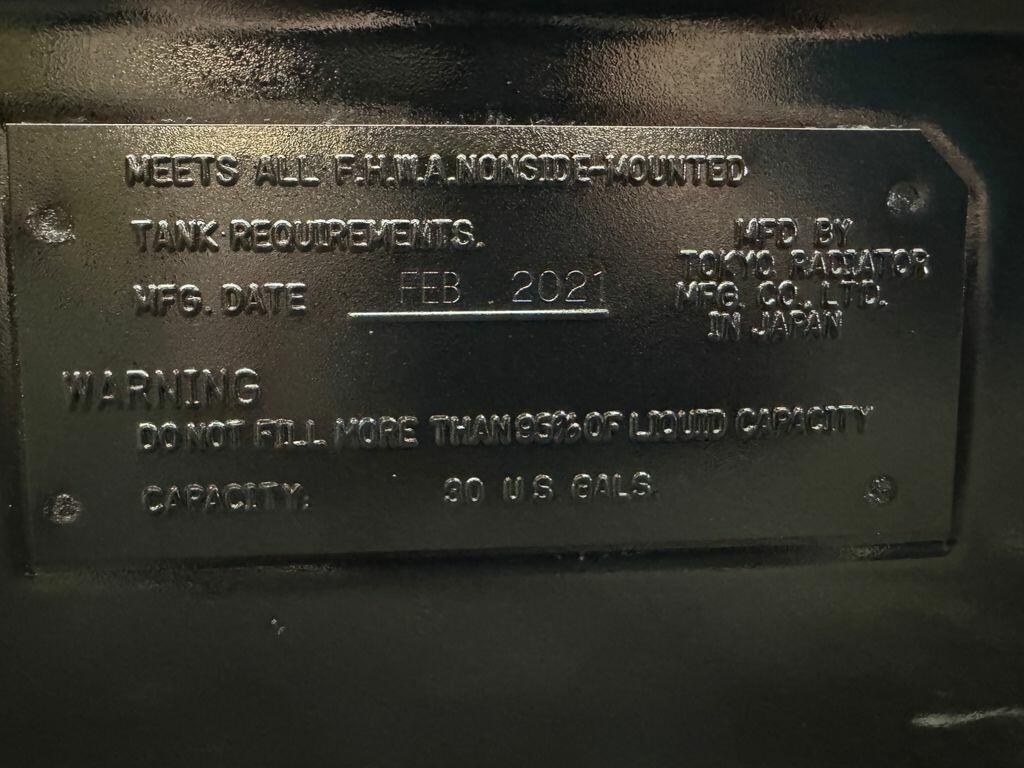 MEETS ALL F.H.W.A. NONSIDE-MOUNTED
TANK REQUIREMENTS.
MFG. DATE FEB . 2021
MFD BY
TOKYO RADIATOR
MFG. CO., LTD.
IN JAPAN
WARNING
DO NOT FILL MORE THAN 95% OF LIQUID CAPACITY
CAPACITY: 30 U.S. GALS.